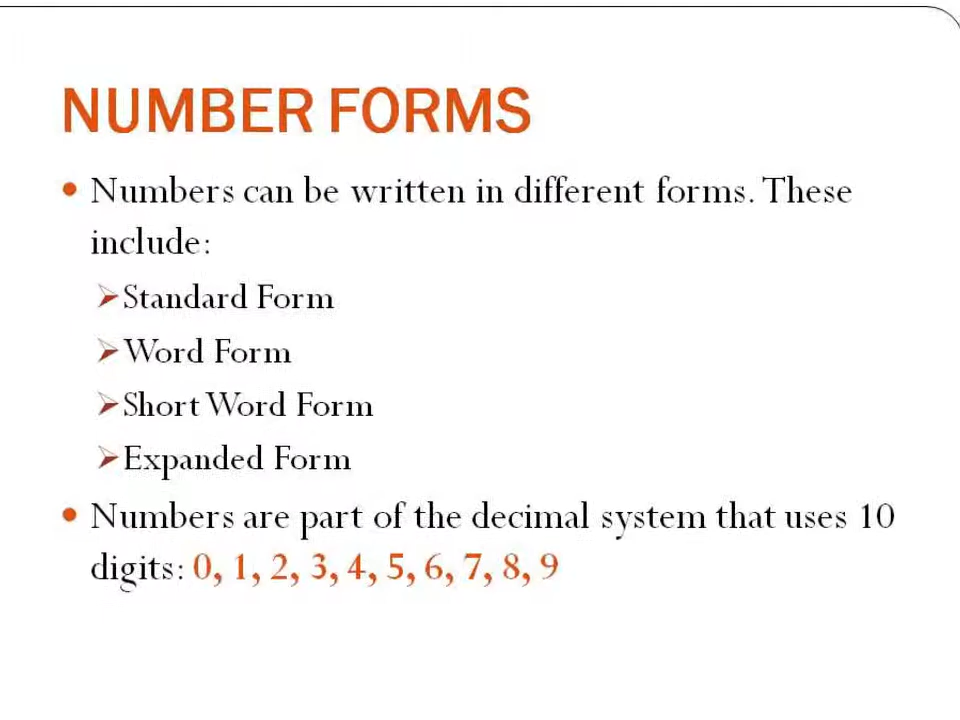 NUMBER FORMS
• Numbers can be written in different forms. These
include:
➢Standard Form
➢Word Form
➢Short Word Form
➢Expanded Form
• Numbers are part of the decimal system that uses 10
digits: 0, 1, 2, 3, 4, 5, 6, 7, 8, 9